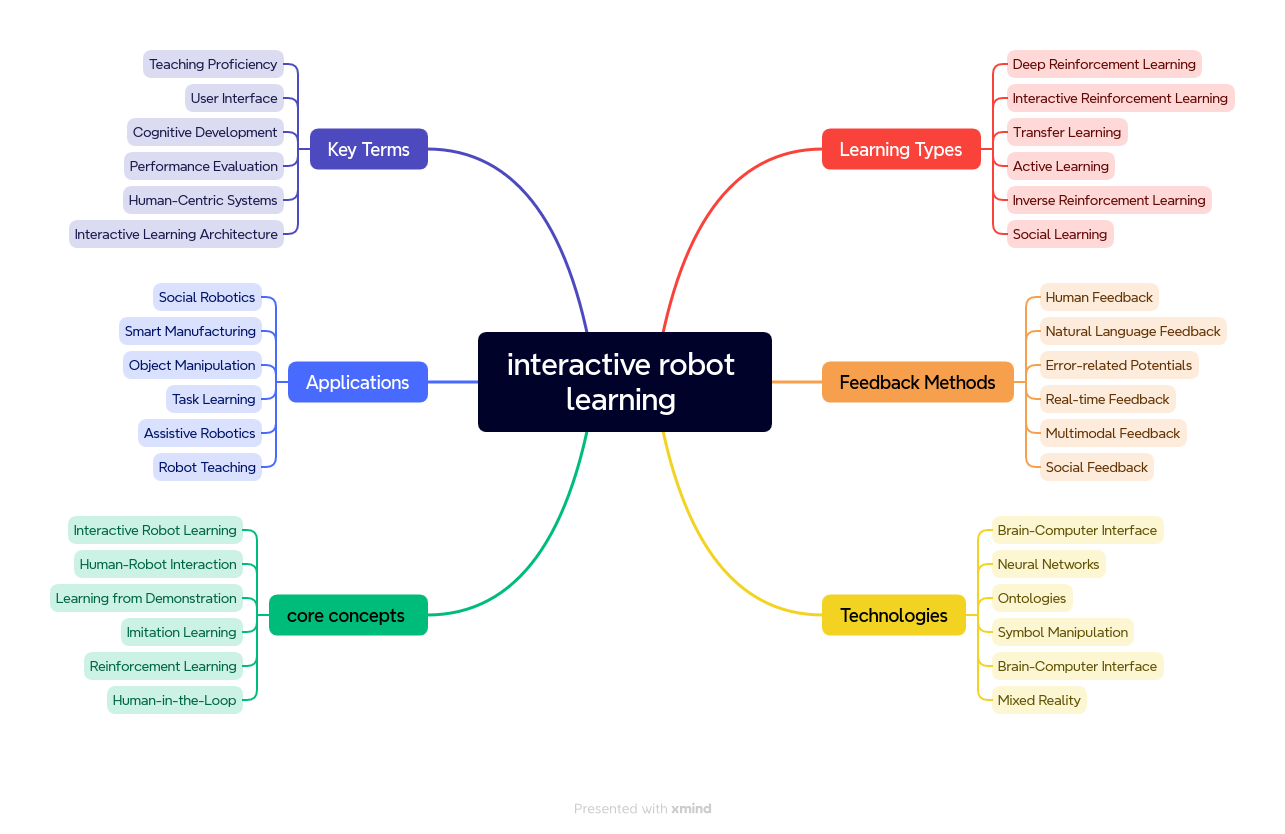 Teaching Proficiency
User Interface
Cognitive Development
Performance Evaluation
Human-Centric Systems
Interactive Learning Architecture
Key Terms
Social Robotics
Smart Manufacturing
Object Manipulation
Task Learning
Assistive Robotics
Robot Teaching
Applications
Interactive Robot Learning
Human-Robot Interaction
Learning from Demonstration
Imitation Learning
Reinforcement Learning
Human-in-the-Loop
core concepts
interactive robot
learning
Learning Types
Deep Reinforcement Learning
Interactive Reinforcement Learning
Transfer Learning
Active Learning
Inverse Reinforcement Learning
Social Learning
Feedback Methods
Human Feedback
Natural Language Feedback
Error-related Potentials
Real-time Feedback
Multimodal Feedback
Social Feedback
Technologies
Brain-Computer Interface
Neural Networks
Ontologies
Symbol Manipulation
Brain-Computer Interface
Mixed Reality
Presented with xmind